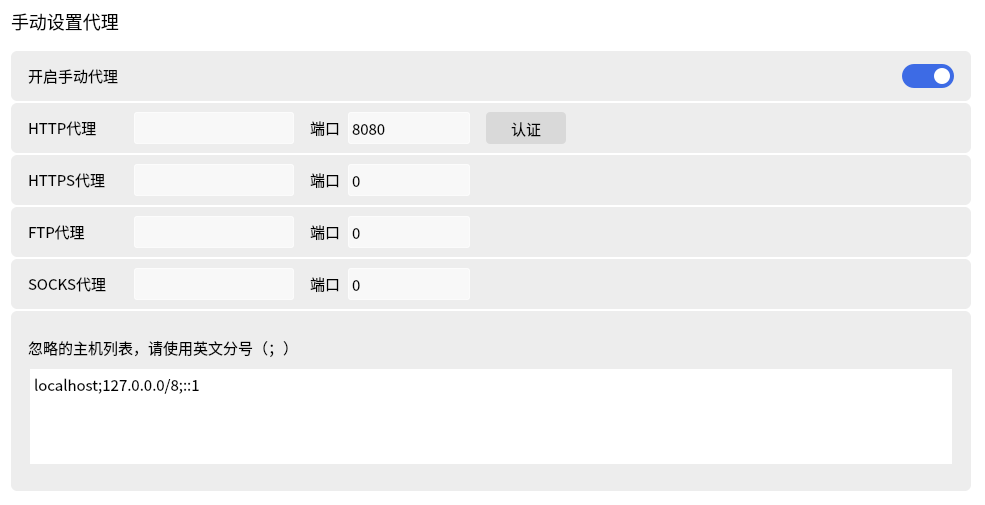 手动设置代理
开启手动代理
HTTP代理 端口 8080 认证
HTTPS代理 端口 0
FTP代理 端口 0
SOCKS代理 端口 0
忽略的主机列表，请使用英文分号（；）
localhost;127.0.0.0/8;::1